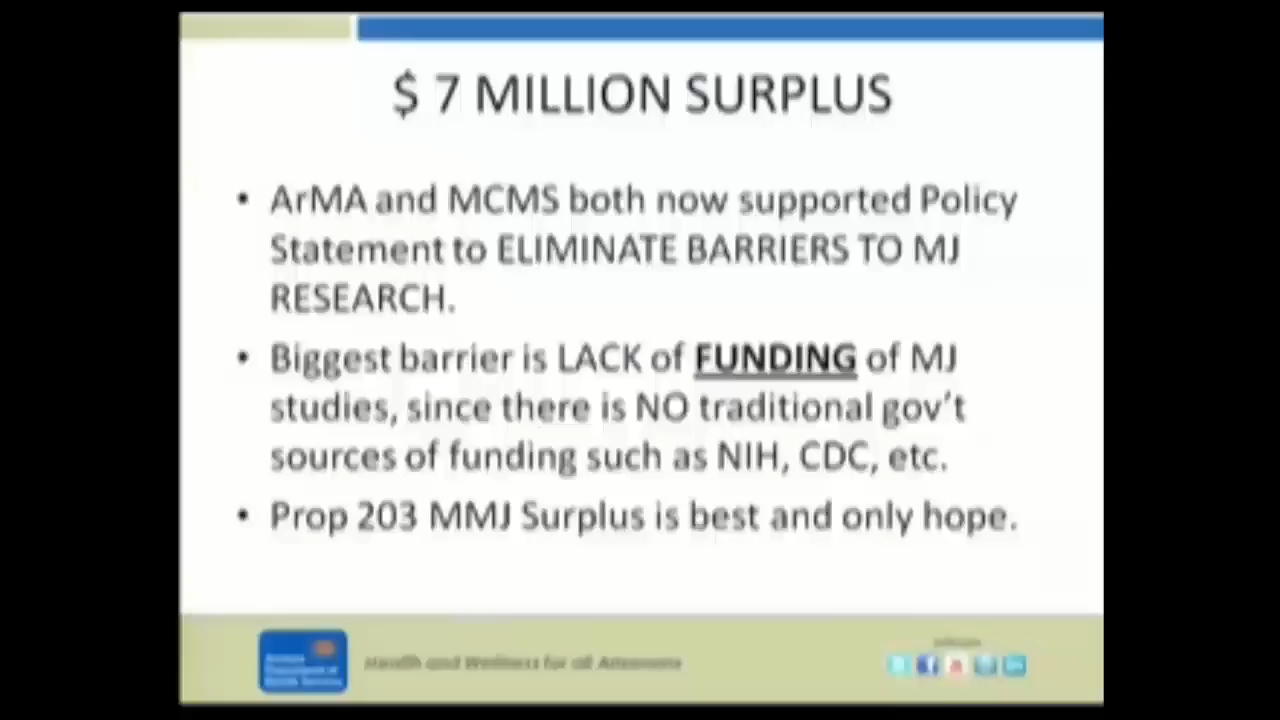 $ 7 MILLION SURPLUS
• ArMA and MCMS both now supported Policy
Statement to ELIMINATE BARRIERS TO MJ
RESEARCH.
• Biggest barrier is LACK of FUNDING of MJ
studies, since there is NO traditional gov't
sources of funding such as NIH, CDC, etc.
• Prop 203 MMJ Surplus is best and only hope.
Health and Wellness for all Arizonans